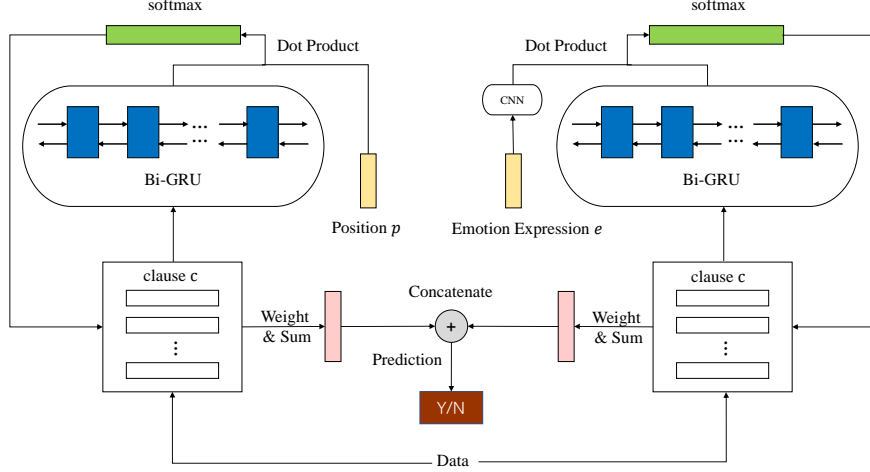 softmax
softmax
Dot Product
Dot Product
CNN
...
...
...
...
Bi-GRU
Bi-GRU
Position p
Emotion Expression e
clause c
clause c
Concatenate
Weight
& Sum
+
Weight
& Sum
...
...
Prediction
Y/N
Data